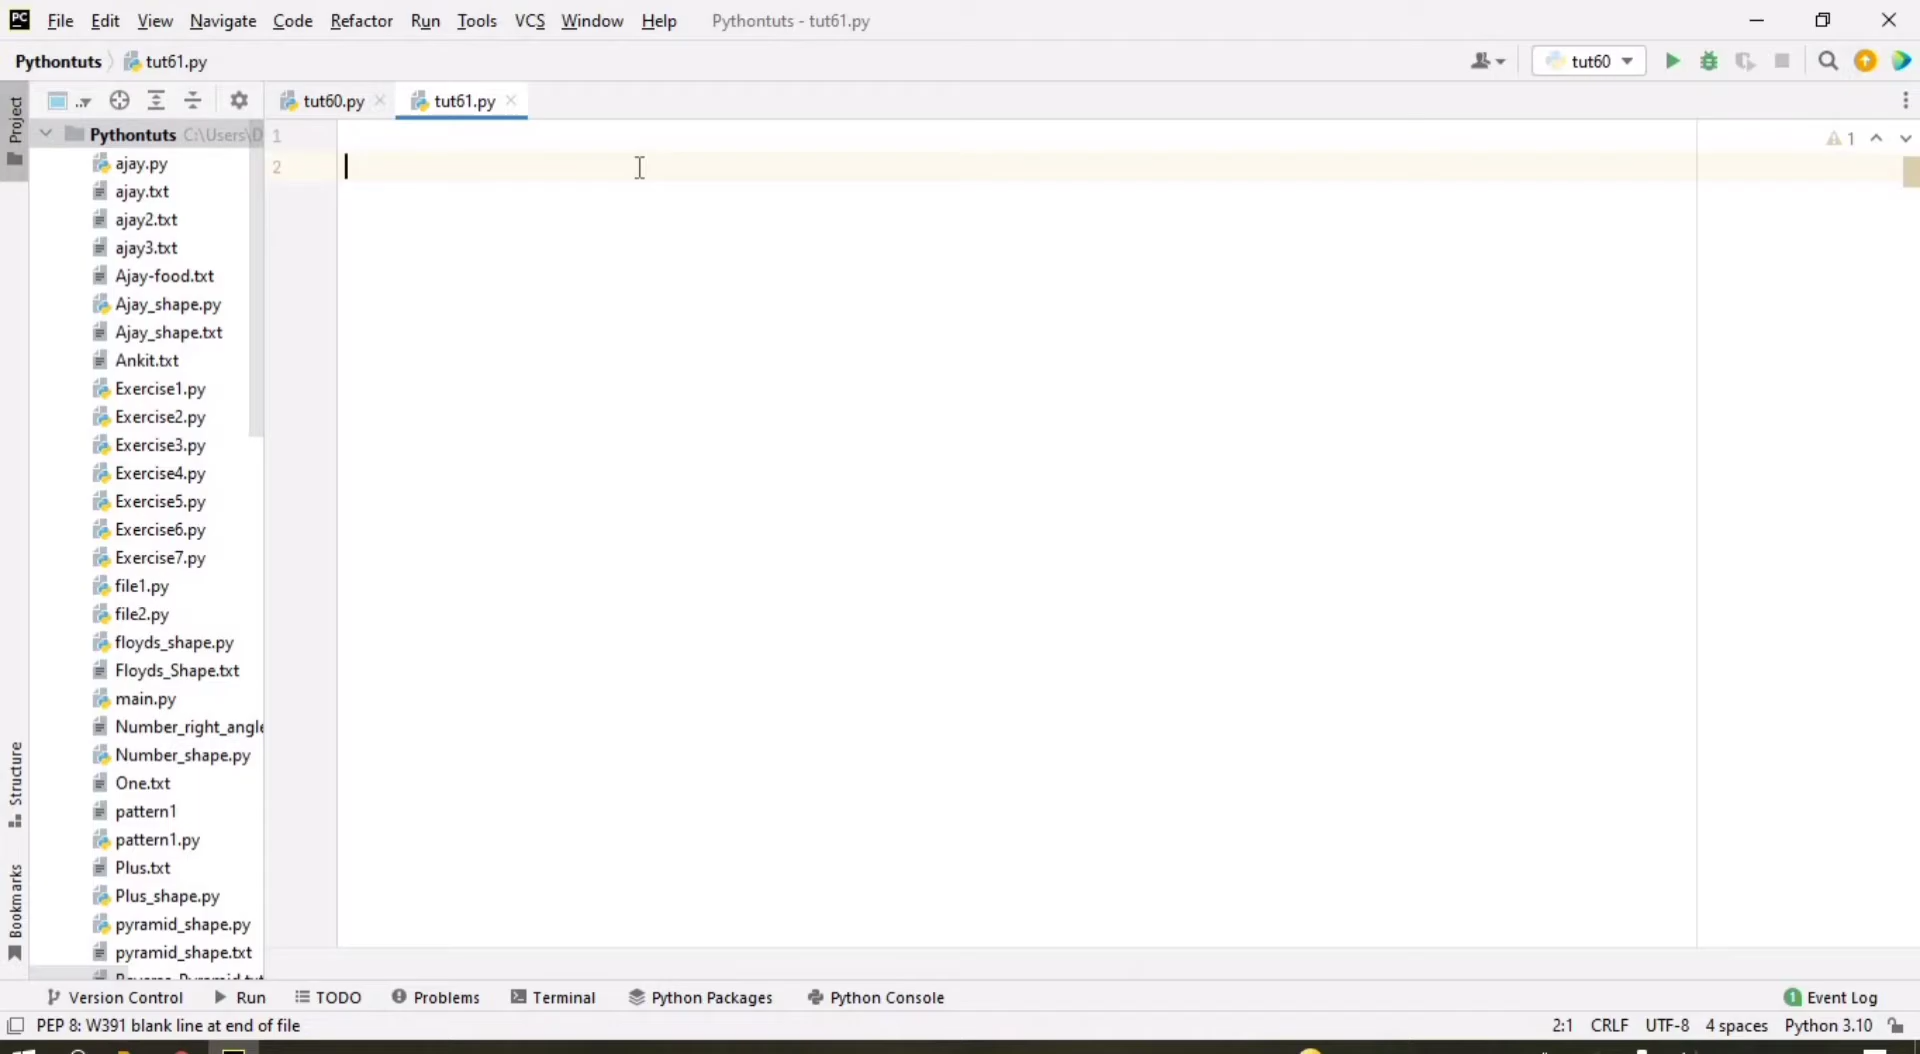 PC File Edit View Navigate Code Refactor Run Tools VCS Window Help Pythontuts - tut61.py
Pythontuts tut61.py tut60
Project
tut60.py tut61.py
Pythontuts C:\Users\D
1
1
2
ajay.py
ajay.txt
ajay2.txt
ajay3.txt
Ajay-food.txt
Ajay_shape.py
Ajay_shape.txt
Ankit.txt
Exercise1.py
Exercise2.py
Exercise3.py
Exercise4.py
Exercise5.py
Exercise6.py
Exercise7.py
file1.py
file2.py
floyds_shape.py
Floyds_Shape.txt
main.py
Number_right_angle
Number_shape.py
One.txt
pattern1
pattern1.py
Plus.txt
Plus_shape.py
pyramid_shape.py
pyramid_shape.txt
Structure
Bookmarks
Version Control Run TODO Problems Terminal Python Packages Python Console 1 Event Log
PEP 8: W391 blank line at end of file 2:1 CRLF UTF-8 4 spaces Python 3.10